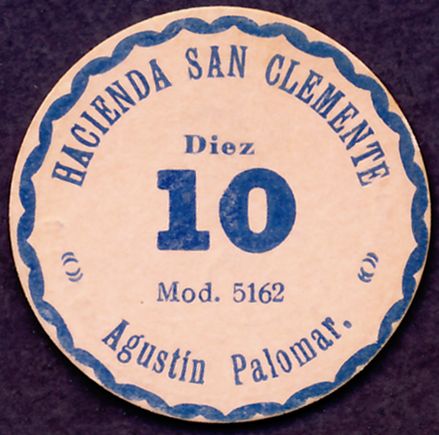 HACIENDA SAN CLEMENTE
Diez
10
Mod. 5162
Agustín Palomar.